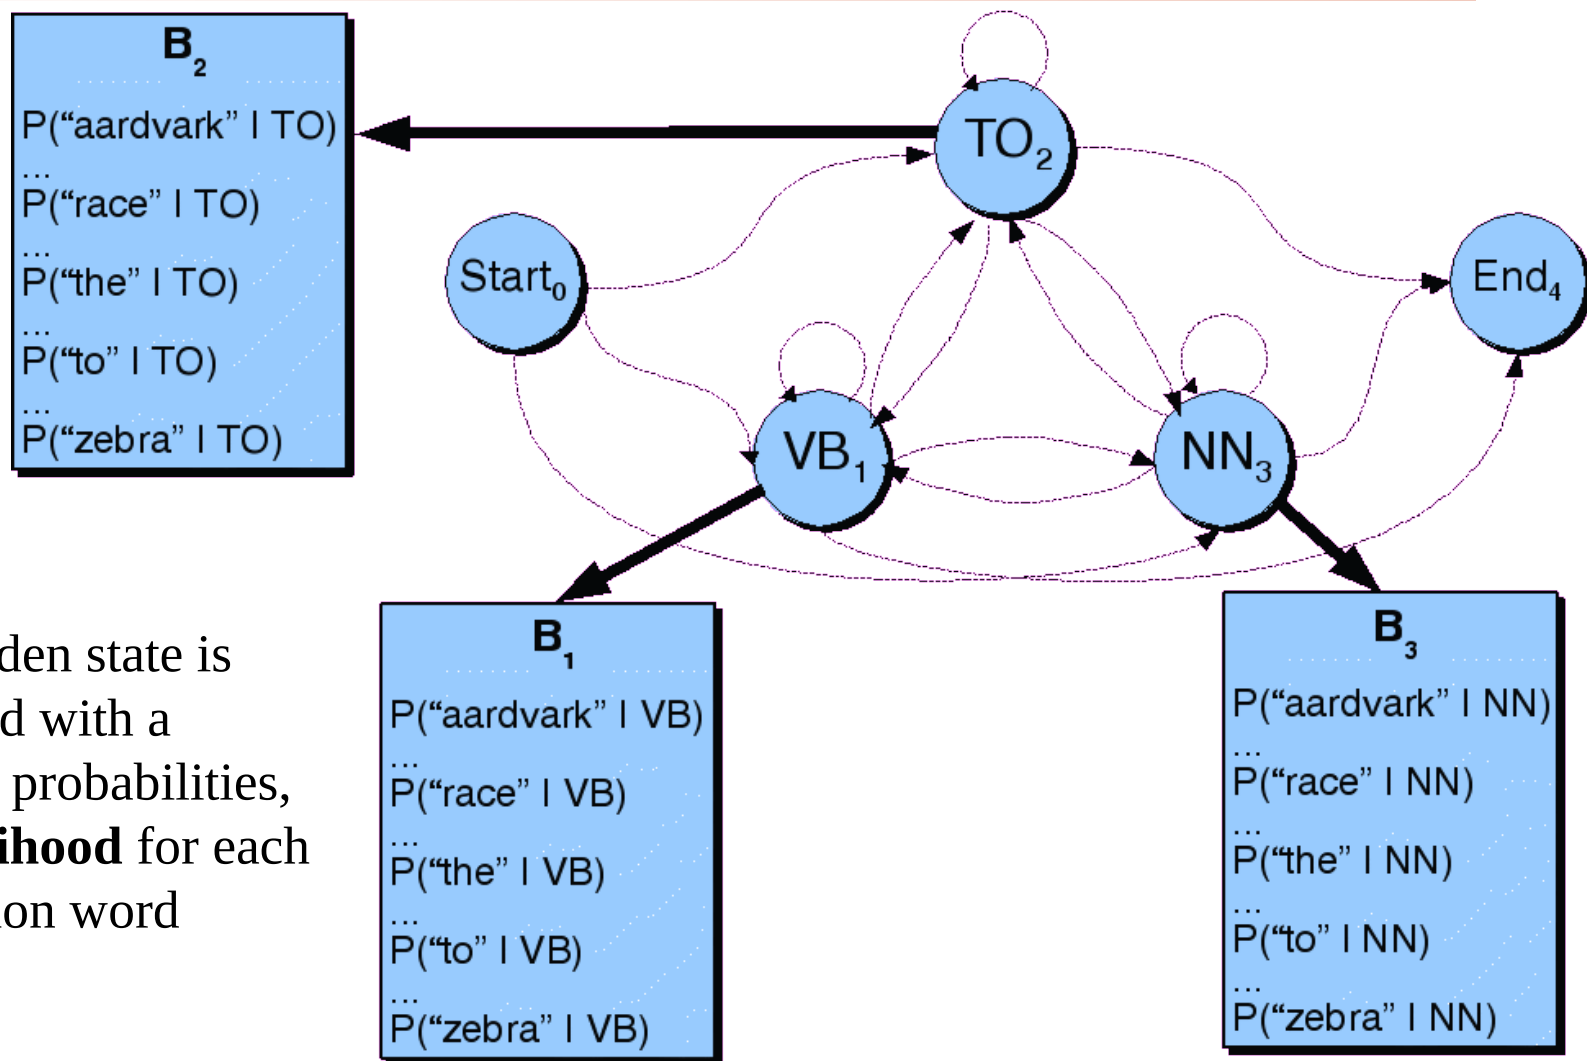 B2
P(“aardvark” | TO)
...
P(“race” | TO)
...
P(“the” | TO)
...
P(“to” | TO)
...
P(“zebra” | TO)
TO2
Start0
End4
VB1
NN3
den state is
d with a
probabilities,
ihood for each
on word
B1
P(“aardvark” | VB)
...
P(“race” | VB)
...
P(“the” | VB)
...
P(“to” | VB)
...
P(“zebra” | VB)
B3
P(“aardvark” | NN)
...
P(“race” | NN)
...
P(“the” | NN)
...
P(“to” | NN)
...
P(“zebra” | NN)